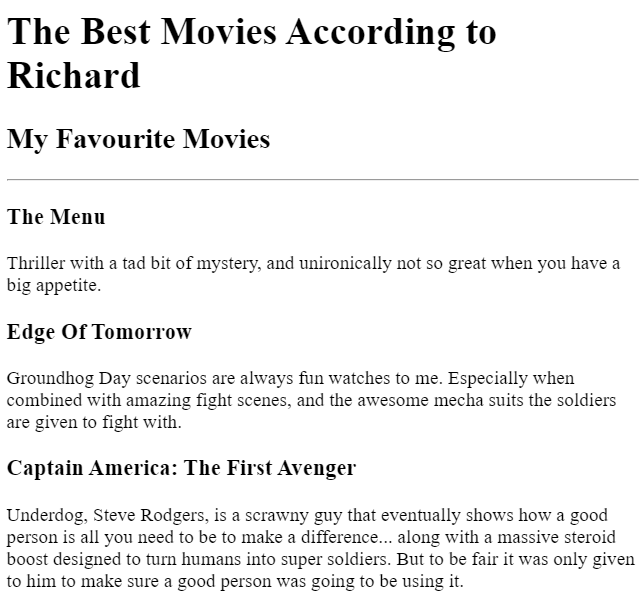 The Best Movies According to
Richard
My Favourite Movies
The Menu
Thriller with a tad bit of mystery, and unironically not so great when you have a
big appetite.
Edge Of Tomorrow
Groundhog Day scenarios are always fun watches to me. Especially when
combined with amazing fight scenes, and the awesome mecha suits the soldiers
are given to fight with.
Captain America: The First Avenger
Underdog, Steve Rodgers, is a scrawny guy that eventually shows how a good
person is all you need to be to make a difference... along with a massive steroid
boost designed to turn humans into super soldiers. But to be fair it was only given
to him to make sure a good person was going to be using it.